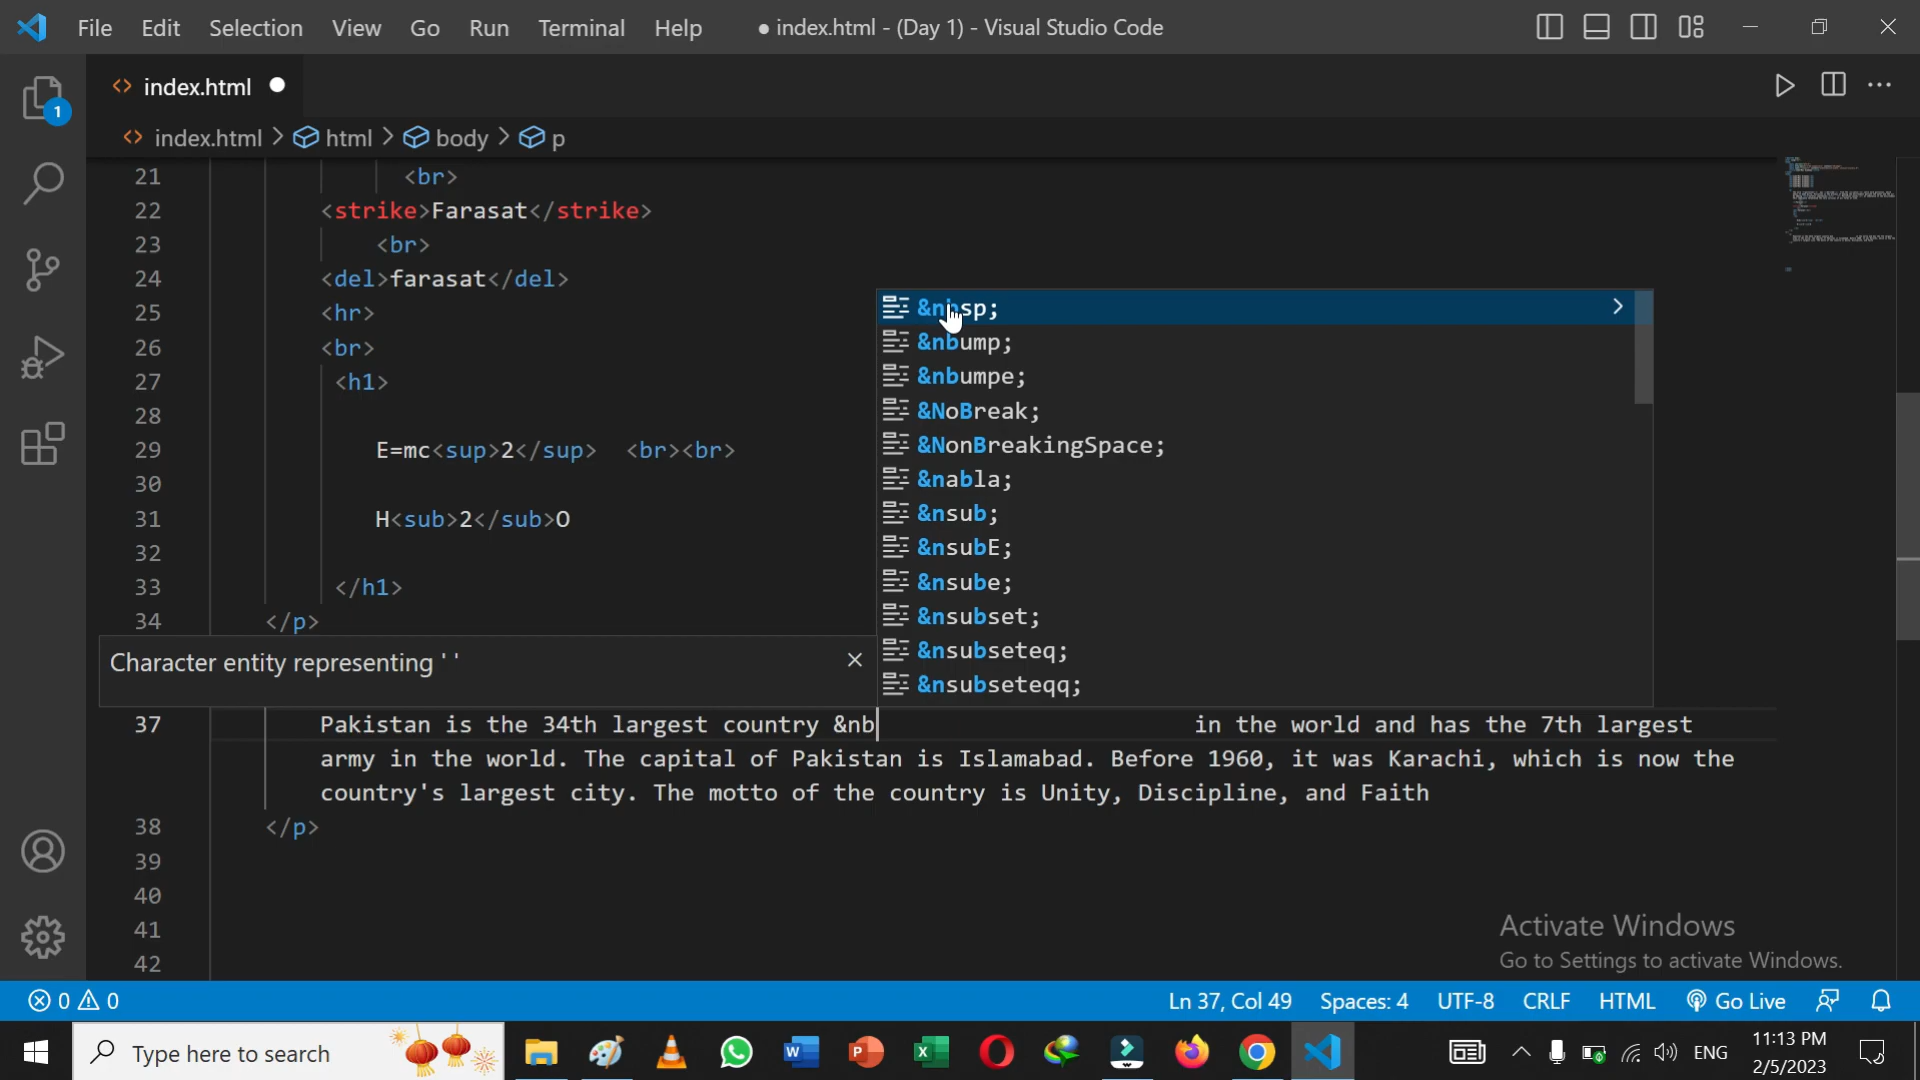 File Edit Selection View Go Run Terminal Help ● index.html - (Day 1) - Visual Studio Code
<> index.html ●
1
<> index.html > html > body > p
21 <br>
22 <strike>Farasat</strike>
23 <br>
24 <del>farasat</del>
25 <hr>
26 <br>
27 <h1>
28
29 E=mc<sup>2</sup> <br><br>
30
31 H<sub>2</sub>O
32
33 </h1>
34 </p>
&nbsp;
&nbump;
&nbumpe;
&NoBreak;
&NonBreakingSpace;
&nabla;
&nsub;
&nsubE;
&nsube;
&nsubset;
&nsubseteq;
&nsubseteqq;
Character entity representing ' '
37 Pakistan is the 34th largest country &nb in the world and has the 7th largest
army in the world. The capital of Pakistan is Islamabad. Before 1960, it was Karachi, which is now the
country's largest city. The motto of the country is Unity, Discipline, and Faith
38 </p>
39
40
41
42
Activate Windows
Go to Settings to activate Windows.
0 0 Ln 37, Col 49 Spaces: 4 UTF-8 CRLF HTML Go Live
Type here to search ENG 11:13 PM
2/5/2023